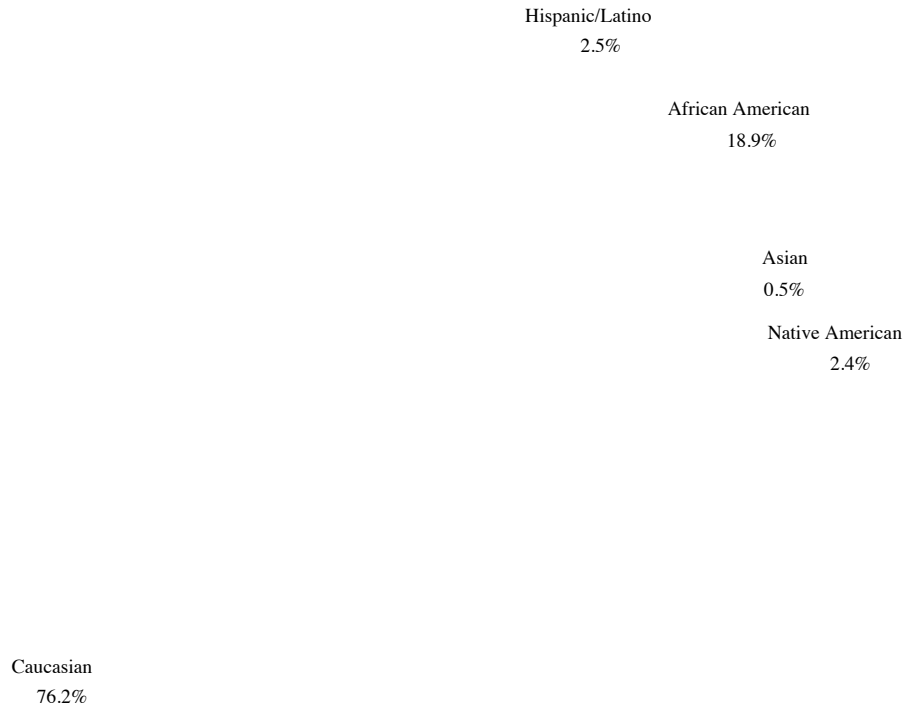 Hispanic/Latino
2.5%
African American
18.9%
Asian
0.5%
Native American
2.4%
Caucasian
76.2%